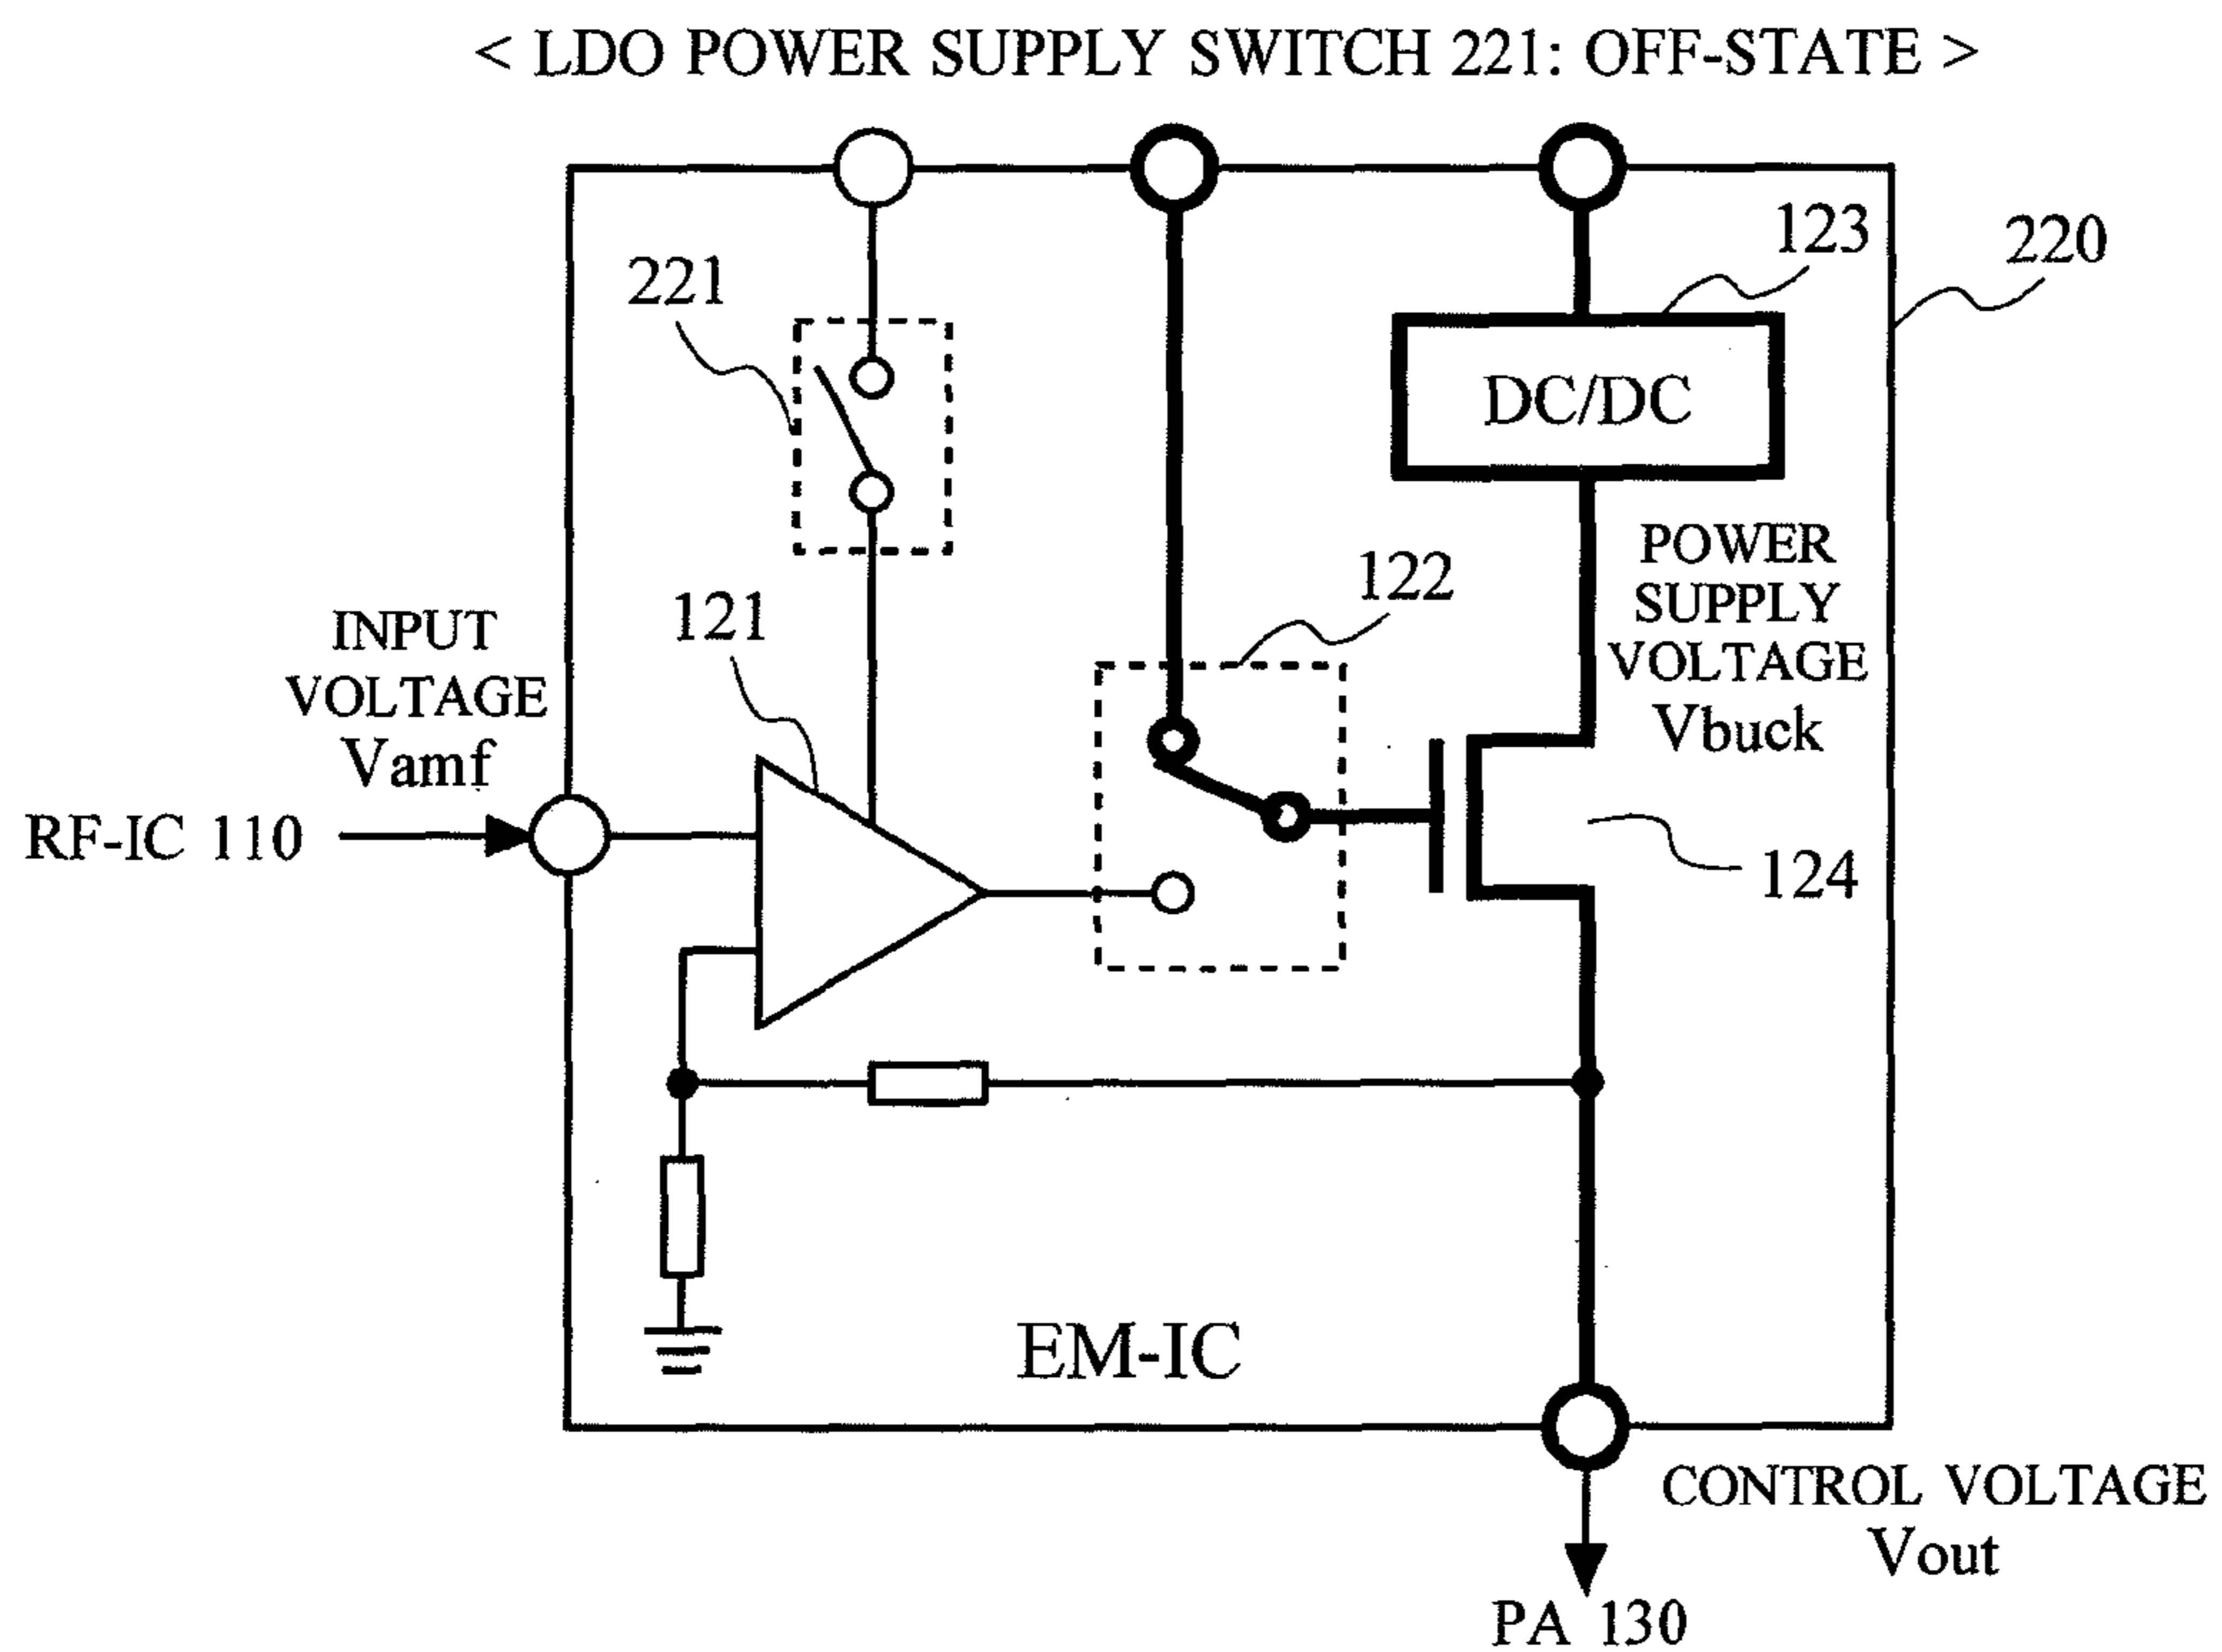 < LDO POWER SUPPLY SWITCH 221: OFF-STATE >
123
220
221
DC/DC
POWER
SUPPLY
VOLTAGE
Vbuck
122
121
INPUT
VOLTAGE
Vamf
RF-IC 110
124
EM-IC
CONTROL VOLTAGE
Vout
PA 130